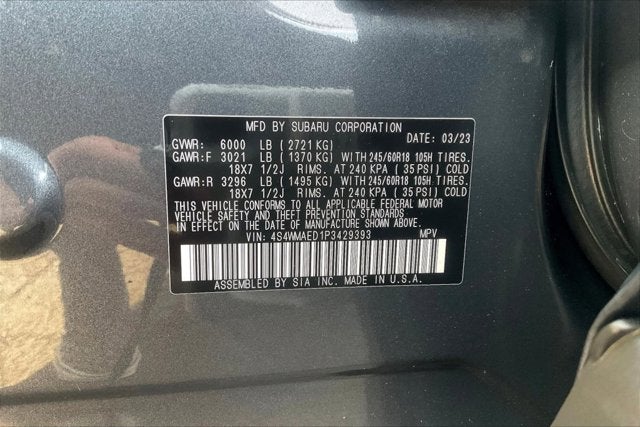 MFD BY SUBARU CORPORATION
DATE: 03/23
GVWR: 6000 LB (2721 KG)
GAWR:F 3021 LB (1370 KG) WITH 245/60R18 105H TIRES.
18X7 1/2J RIMS. AT 240 KPA (35 PSI) COLD
GAWR:R 3296 LB (1495 KG) WITH 245/60R18 105H TIRES.
18X7 1/2J RIMS. AT 240 KPA (35 PSI) COLD
THIS VEHICLE CONFORMS TO ALL APPLICABLE FEDERAL MOTOR
VEHICLE SAFETY AND THEFT PREVENTION STANDARDS
IN EFFECT ON THE DATE OF MANUFACTURE SHOWN ABOVE.
VIN: 4S4WMAED1P3429393 MPV
ASSEMBLED BY SIA INC. MADE IN U.S.A.